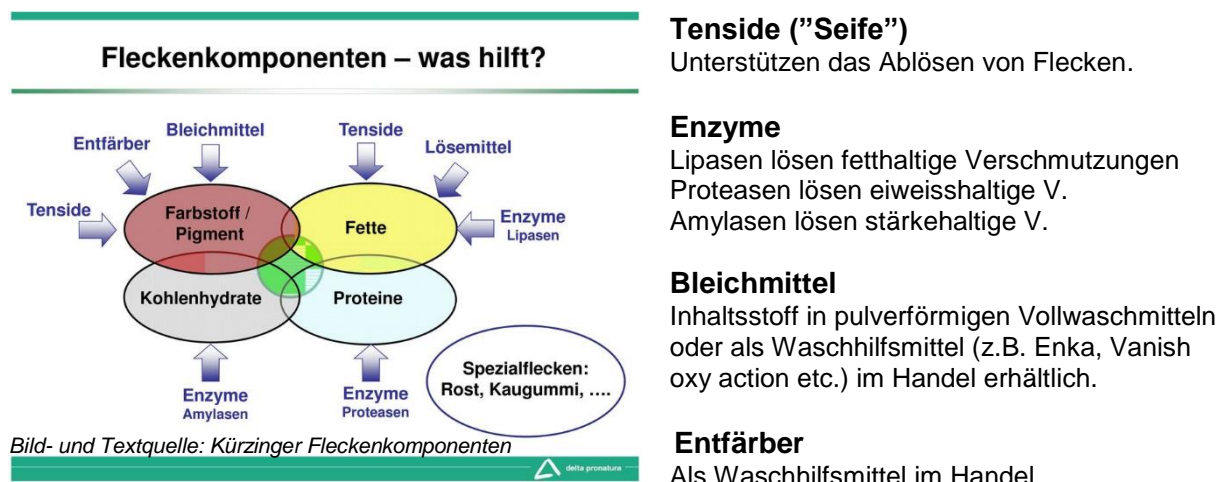 Fleckenkomponenten – was hilft?
Entfärber
Bleichmittel
Tenside
Lösemittel
Tenside
Farbstoff /
Pigment
Fette
Enzyme
Lipasen
Kohlenhydrate
Proteine
Enzyme
Amylasen
Enzyme
Proteasen
Spezialflecken:
Rost, Kaugummi, ….
Bild- und Textquelle: Kürzinger Fleckenkomponenten
delta pronatura
Tenside (”Seife”)
Unterstützen das Ablösen von Flecken.
Enzyme
Lipasen lösen fetthaltige Verschmutzungen
Proteasen lösen eiweisshaltige V.
Amylasen lösen stärkehaltige V.
Bleichmittel
Inhaltsstoff in pulverförmigen Vollwaschmitteln
oder als Waschhilfsmittel (z.B. Enka, Vanish
oxy action etc.) im Handel erhältlich.
Entfärber
Als Waschhilfsmittel im Handel